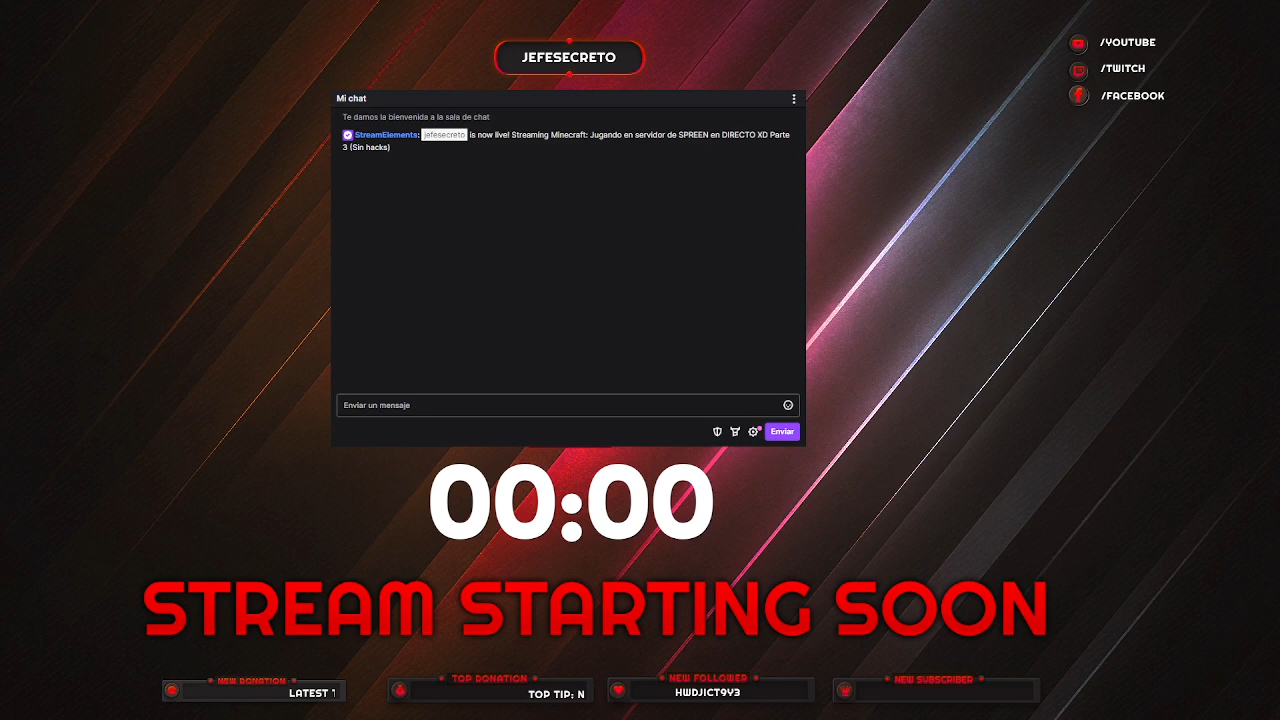 JEFESECRETO
/YOUTUBE
/TWITCH
/FACEBOOK
Mi chat
Te damos la bienvenida a la sala de chat
StreamElements: jefesecreto is now live! Streaming Minecraft: Jugando en servidor de SPREEN en DIRECTO XD Parte
3 (Sin hacks)
Enviar un mensaje
Enviar
00:00
STREAM STARTING SOON
NEW DONATION
LATEST
TOP DONATION
TOP TIP: N
NEW FOLLOWER
HWDJICT9Y3
NEW SUBSCRIBER